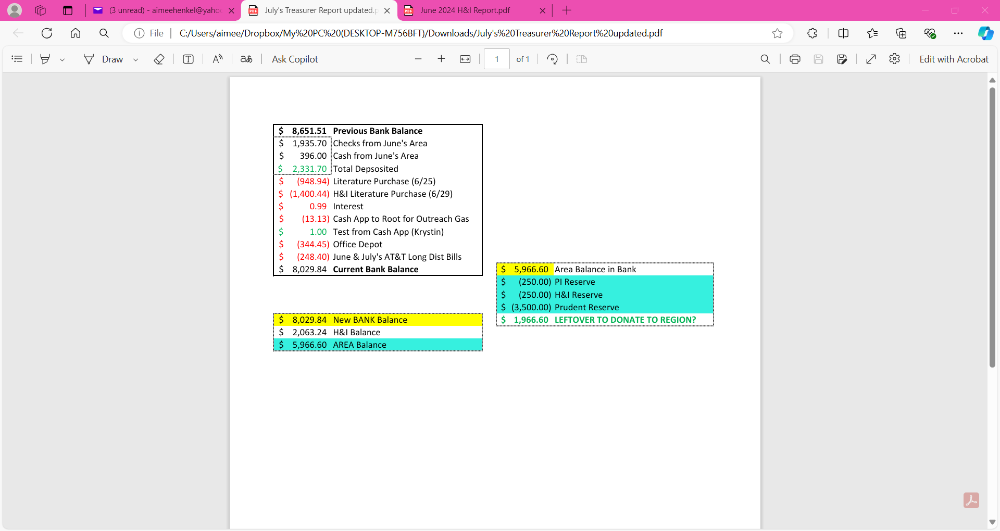 (3 unread) - aimeehenkel@yahoo
July's Treasurer Report updated.p
June 2024 H&I Report.pdf
File
C:/Users/aimee/Dropbox/My%20PC%20(DESKTOP-M756BFT)/Downloads/July's%20Treasurer%20Report%20updated.pdf
Draw
T
A
aあ
Ask Copilot
1 of 1
Edit with Acrobat
$ 8,651.51 Previous Bank Balance
$ 1,935.70 Checks from June's Area
$ 396.00 Cash from June's Area
$ 2,331.70 Total Depsosited
$ (948.94) Literature Purchase (6/25)
$ (1,400.44) H&I Literature Purchase (6/29)
$ 0.99 Interest
$ (13.13) Cash App to Root for Outreach Gas
$ 1.00 Test from Cash App (Krystin)
$ (344.45) Office Depot
$ (248.40) June & July's AT&T Long Dist Bills
$ 8,029.84 Current Bank Balance
$ 5,966.60 Area Balance in Bank
$ (250.00) PI Reserve
$ (250.00) H&I Reserve
$ (3,500.00) Prudent Reserve
$ 1,966.60 LEFTOVER TO DONATE TO REGION?
$ 8,029.84 New BANK Balance
$ 2,063.24 H&I Balance
$ 5,966.60 AREA Balance